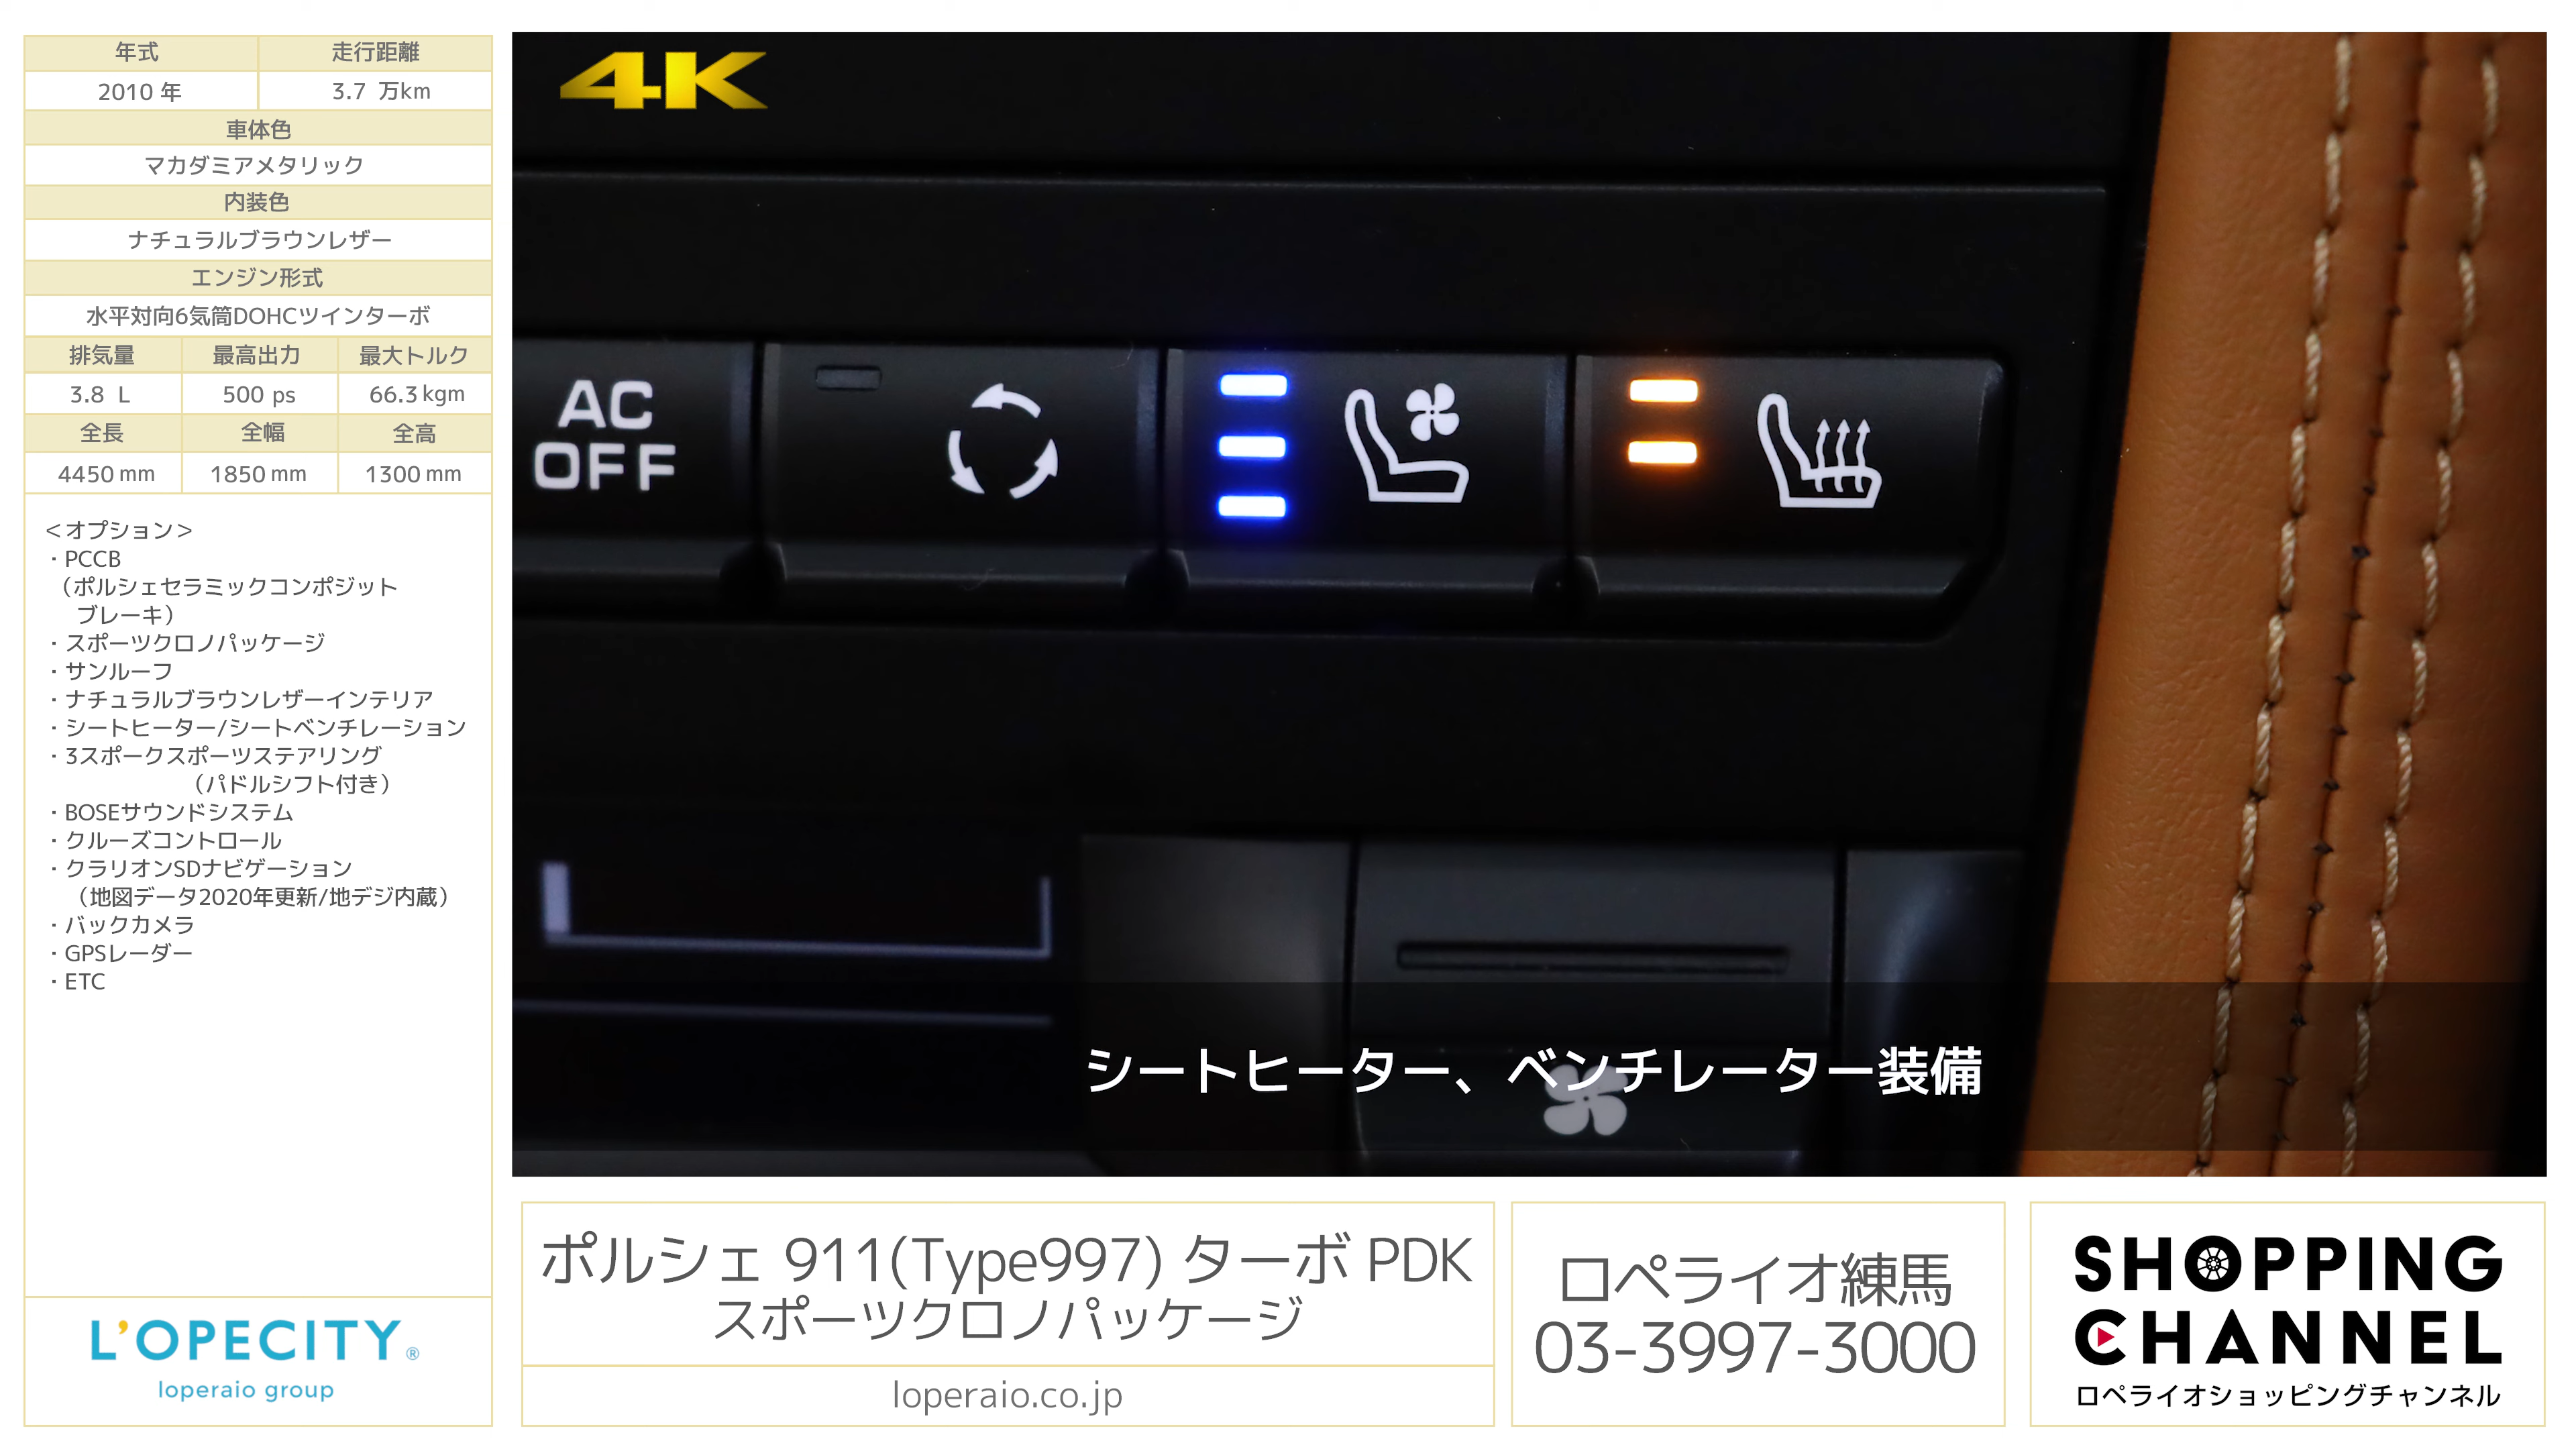 年式 走行距離
2010 年 3.7 万km
車体色
マカダミアメタリック
内装色
ナチュラルブラウンレザー
エンジン形式
水平対向6気筒DOHCツインターボ
排気量 最高出力 最大トルク
3.8 L 500 ps 66.3 kgm
全長 全幅 全高
4450 mm 1850 mm 1300 mm
＜オプション＞
・PCCB
（ポルシェセラミックコンポジット
ブレーキ）
・スポーツクロノパッケージ
・サンルーフ
・ナチュラルブラウンレザーインテリア
・シートヒーター/シートベンチレーション
・3スポークスポーツステアリング
（パドルシフト付き）
・BOSEサウンドシステム
・クルーズコントロール
・クラリオンSDナビゲーション
（地図データ2020年更新/地デジ内蔵）
・バックカメラ
・GPSレーダー
・ETC
L'OPECITY®
loperaio group
4K
AC
OFF
シートヒーター、ベンチレーター装備
ポルシェ 911(Type997) ターボ PDK
スポーツクロノパッケージ
loperaio.co.jp
ロペライオ練馬
03-3997-3000
SHOPPING
CHANNEL
ロペライオショッピングチャンネル